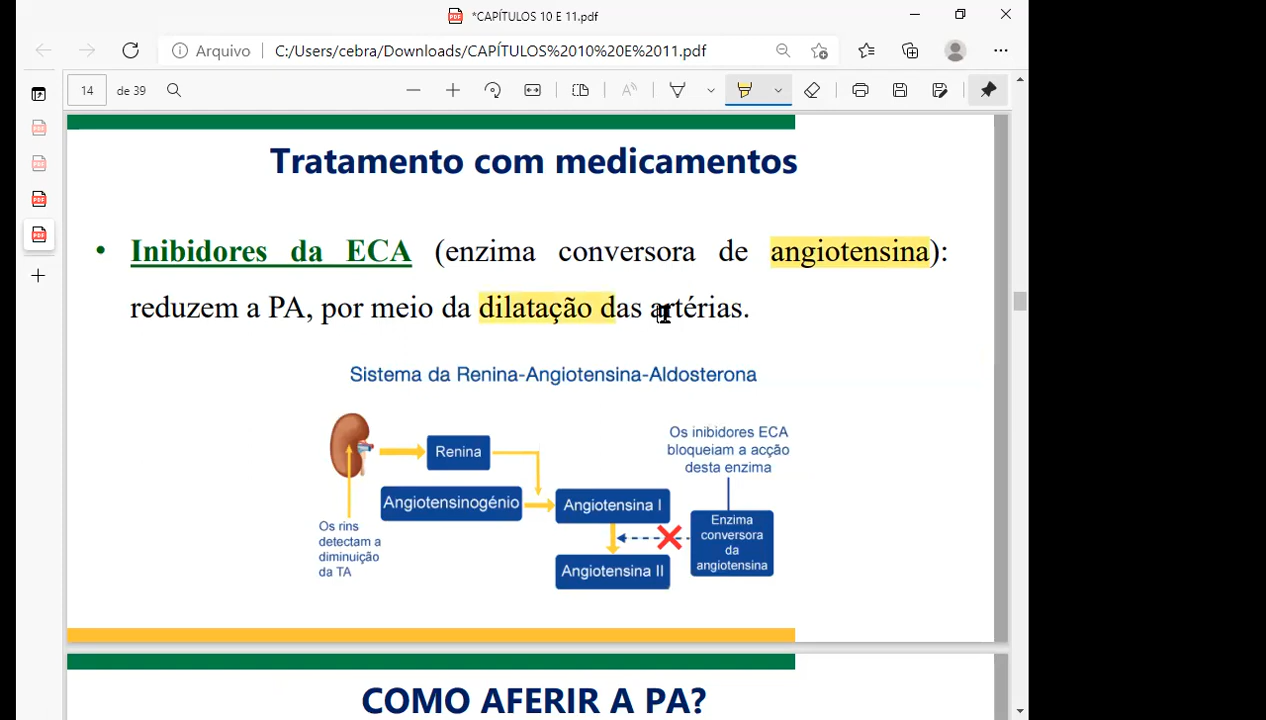 *CAPÍTULOS 10 E 11.pdf
Arquivo
C:/Users/cebra/Downloads/CAPÍTULOS%2010%20E%2011.pdf
14
de 39
Tratamento com medicamentos
• Inibidores da ECA (enzima conversora de angiotensina):
reduzem a PA, por meio da dilatação das artérias.
Sistema da Renina-Angiotensina-Aldosterona
Os inibidores ECA
bloqueiam a acção
desta enzima
Renina
Angiotensinogénio
Angiotensina I
Enzima
conversora
da
angiotensina
Os rins
detectam a
diminuição
da TA
Angiotensina II
COMO AFERIR A PA?